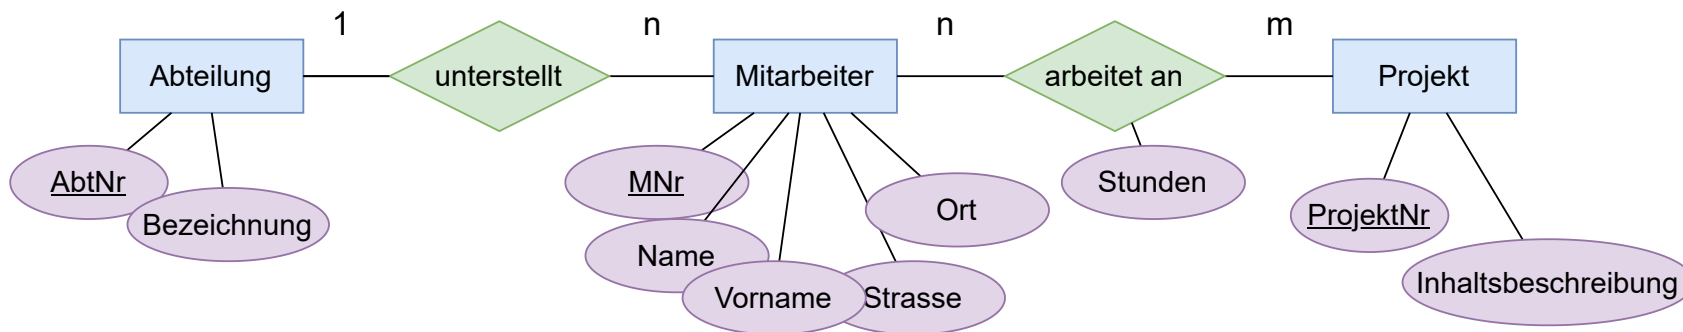 1
n
n
m
Abteilung
unterstellt
Mitarbeiter
arbeitet an
Projekt
AbtNr
Bezeichnung
MNr
Name
Vorname
Strasse
Ort
Stunden
ProjektNr
Inhaltsbeschreibung